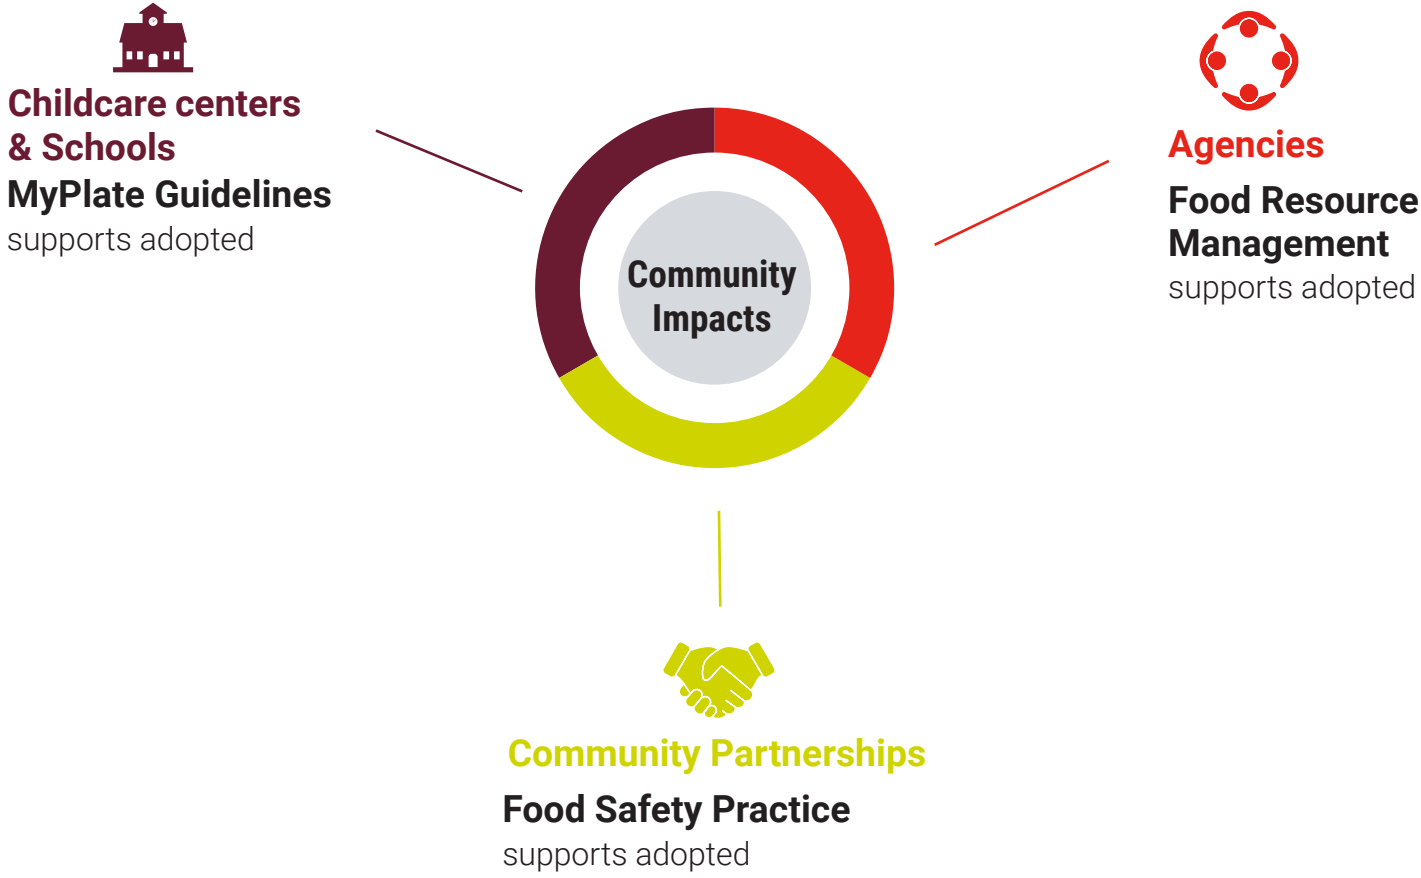 Childcare centers
& Schools
MyPlate Guidelines
supports adopted
Community
Impacts
Agencies
Food Resource
Management
supports adopted
Community Partnerships
Food Safety Practice
supports adopted